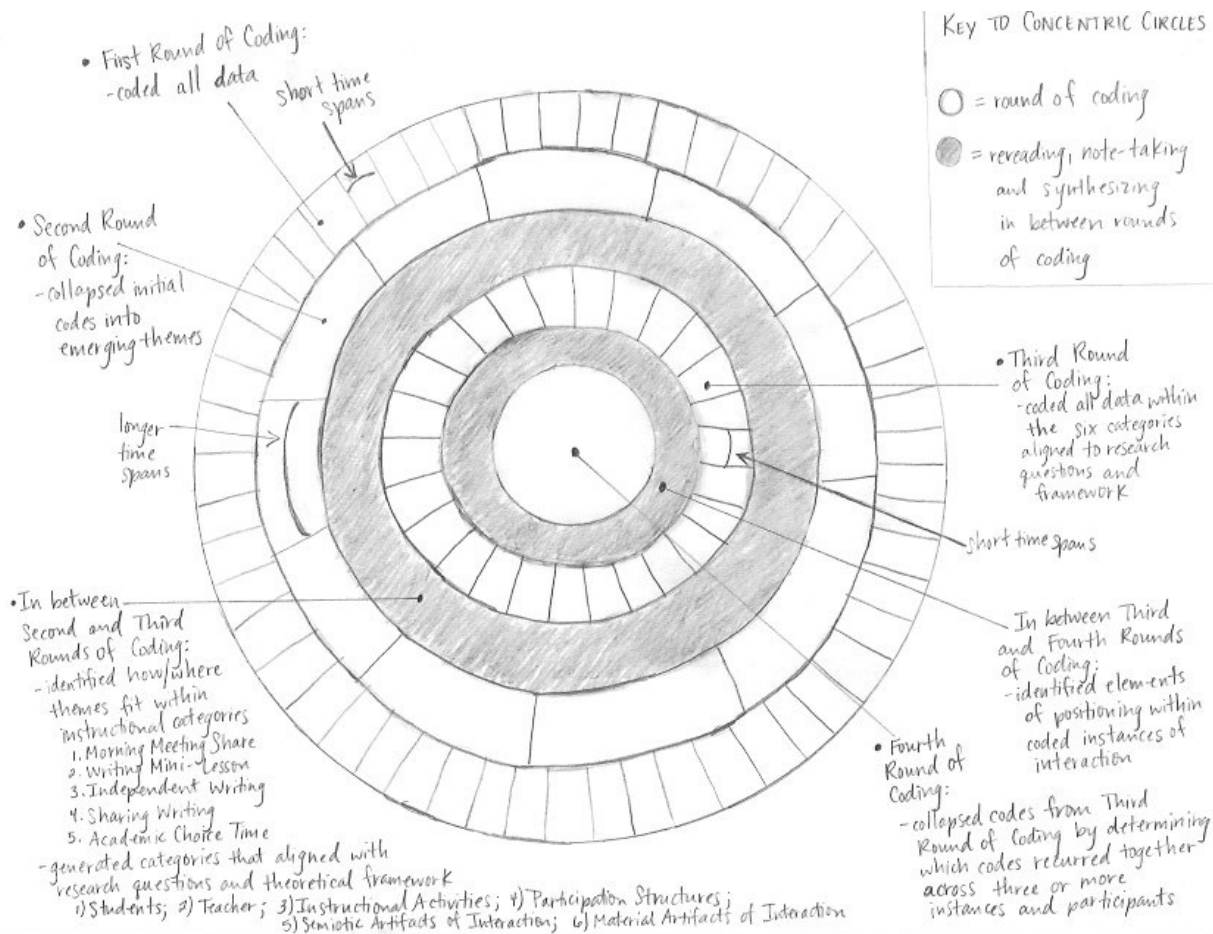 • First Round of Coding:
-coded all data
short time
spans
KEY TO CONCENTRIC CIRCLES
= round of coding
= rereading, note-taking
and synthesizing
in between rounds
of coding
• Second Round
of Coding:
-collapsed initial
codes into
emerging themes
longer
time
spans
• Third Round
of Coding:
-coded all data within
the six categories
aligned to research
questions and
framework
short time spans
• In between
Second and Third
Rounds of Coding:
-identified how/where
themes fit within
instructional categories
1. Morning Meeting Share
2. Writing Mini-Lesson
3. Independent Writing
4. Sharing Writing
5. Academic Choice Time
-generated categories that aligned with
research questions and theoretical framework
1) Students; 2) Teacher; 3) Instructional Activities; 4) Participation Structures;
5) Semiotic Artifacts of Interaction; 6) Material Artifacts of Interaction
In between Third
and Fourth Rounds
of Coding:
-identified elements
of positioning within
coded instances of
interaction
• Fourth
Round of
Coding:
-collapsed codes from Third
Round of Coding by determining
which codes recurred together
across three or more
instances and participants